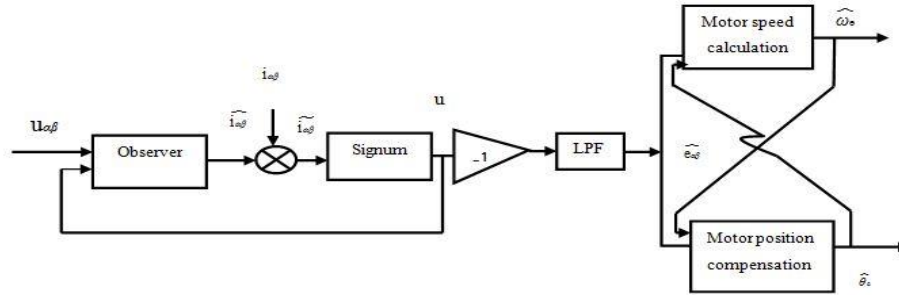 Motor speed
calculation
ω̂e
iαβ
u
uαβ
îαβ
ĩαβ
Observer
Signum
-1
LPF
êαβ
Motor position
compensation
θ̂e